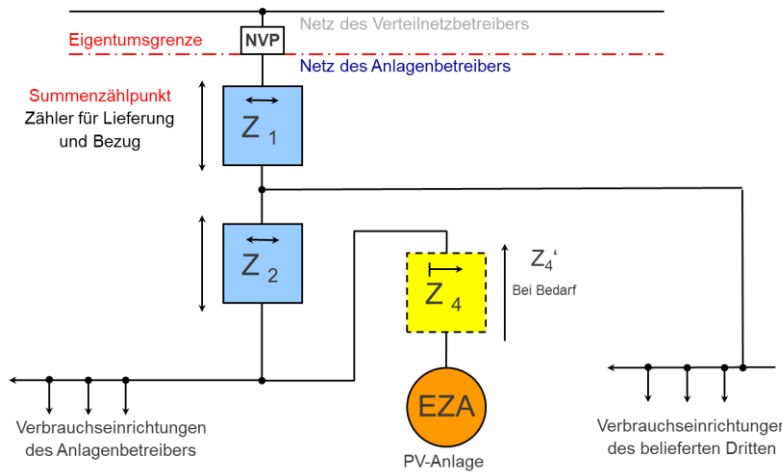 Netz des Verteilnetzbetreibers
Eigentumsgrenze
NVP
Netz des Anlagenbetreibers
Summenzählpunkt
Zähler für Lieferung
und Bezug
Z 1
Z 2
Z 4
Z4‘
Bei Bedarf
EZA
PV-Anlage
Verbrauchseinrichtungen
des Anlagenbetreibers
Verbrauchseinrichtungen
des belieferten Dritten